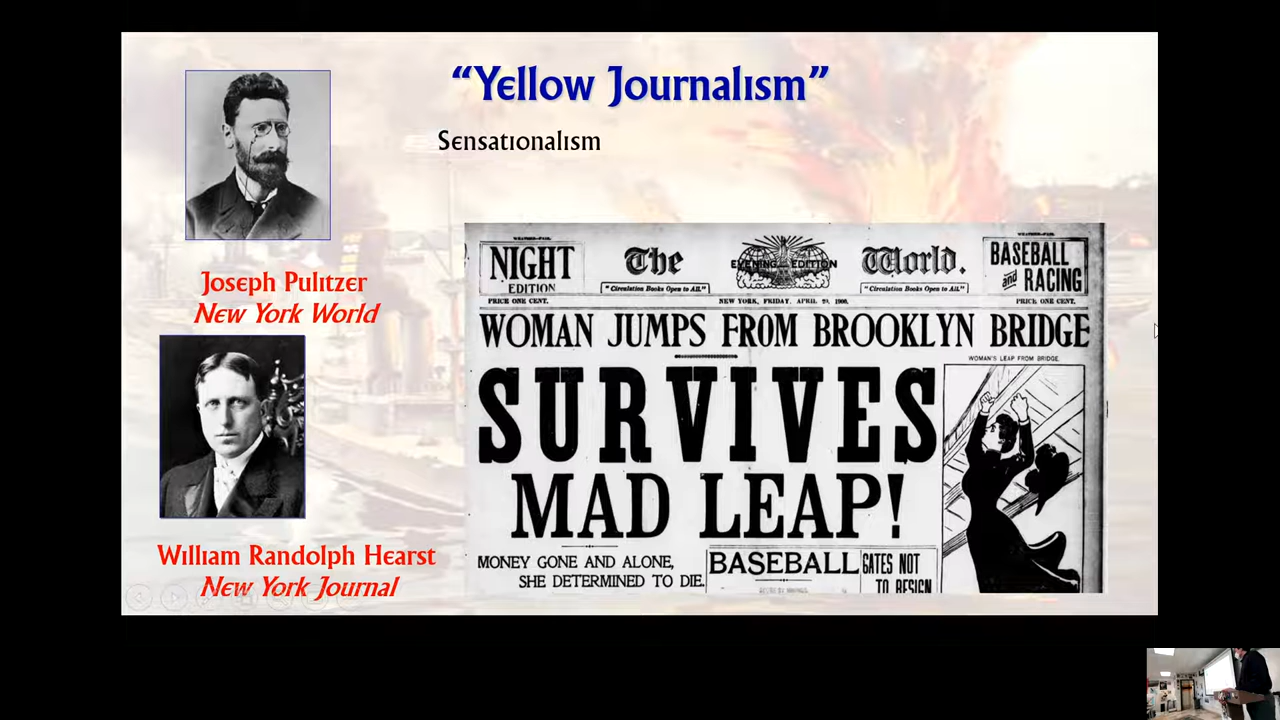 “Yellow Journalism”
Sensationalism
Joseph Pulitzer
New York World
William Randolph Hearst
New York Journal
NIGHT EDITION
The
EVENING EDITION
World.
BASEBALL and RACING
"Circulation Books Open to All."
"Circulation Books Open to All."
PRICE ONE CENT.
NEW YORK, FRIDAY, APRIL
PRICE ONE CENT.
WOMAN JUMPS FROM BROOKLYN BRIDGE
WOMAN'S LEAP FROM BRIDGE.
SURVIVES
MAD LEAP!
MONEY GONE AND ALONE,
SHE DETERMINED TO DIE.
BASEBALL
GATES NOT
TO RESIGN